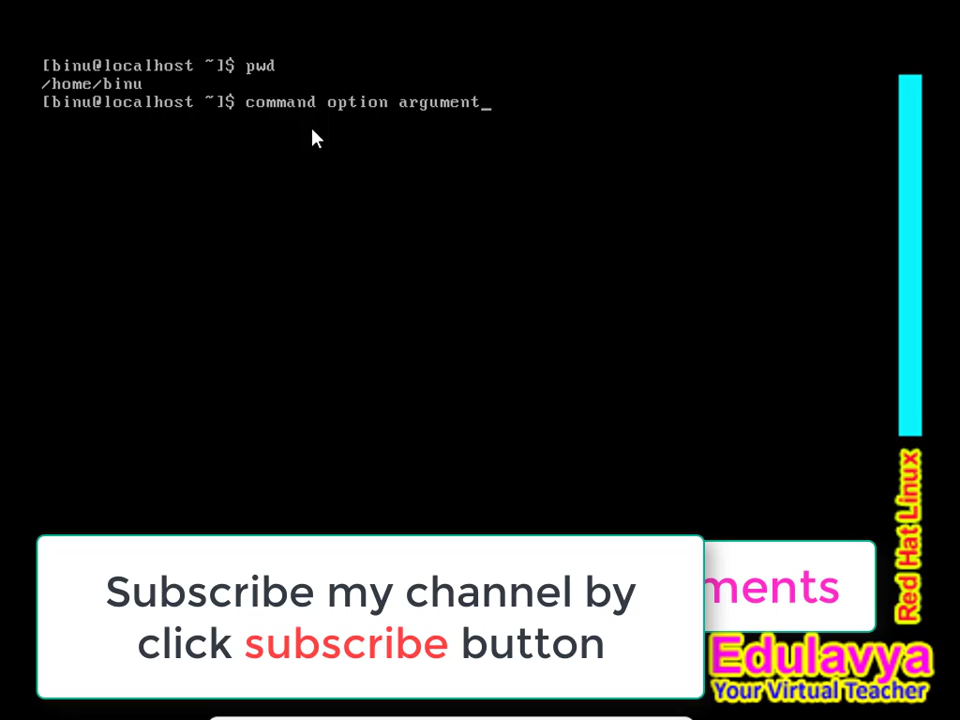 [binu@localhost ~]$ pwd
/home/binu
[binu@localhost ~]$ command option argument_
Red Hat Linux
Subscribe my channel by
click subscribe button
Edulavya
Your Virtual Teacher